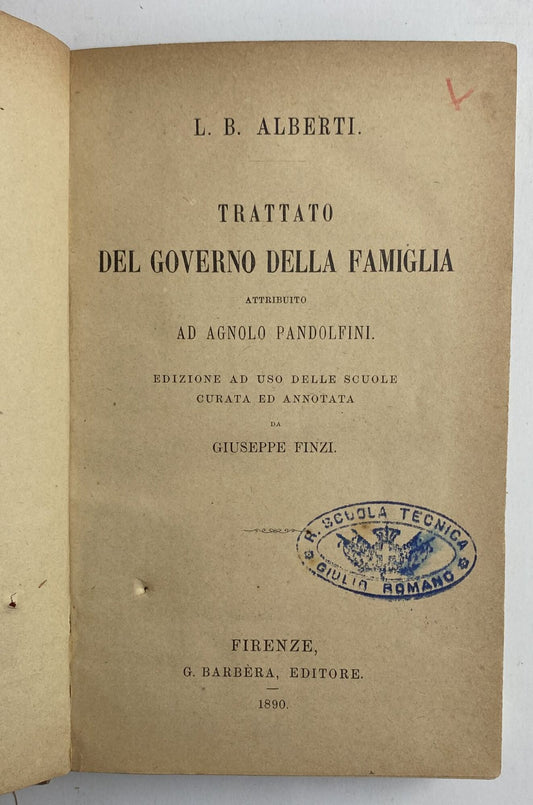 L. B. ALBERTI.
TRATTATO
DEL GOVERNO DELLA FAMIGLIA
ATTRIBUITO
AD AGNOLO PANDOLFINI.
EDIZIONE AD USO DELLE SCUOLE
CURATA ED ANNOTATA
DA
GIUSEPPE FINZI.
R. SCUOLA TECNICA
GIULIO ROMANO
FIRENZE,
G. BARBÈRA, EDITORE.
1890.